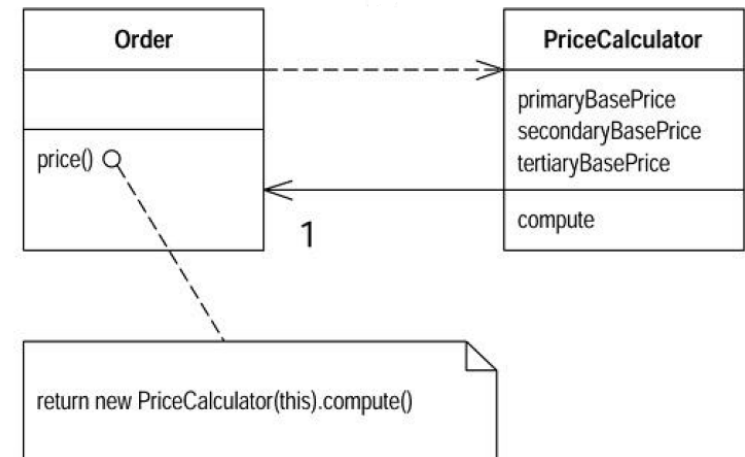 Order
price()
1
PriceCalculator
primaryBasePrice
secondaryBasePrice
tertiaryBasePrice
compute
return new PriceCalculator(this).compute()